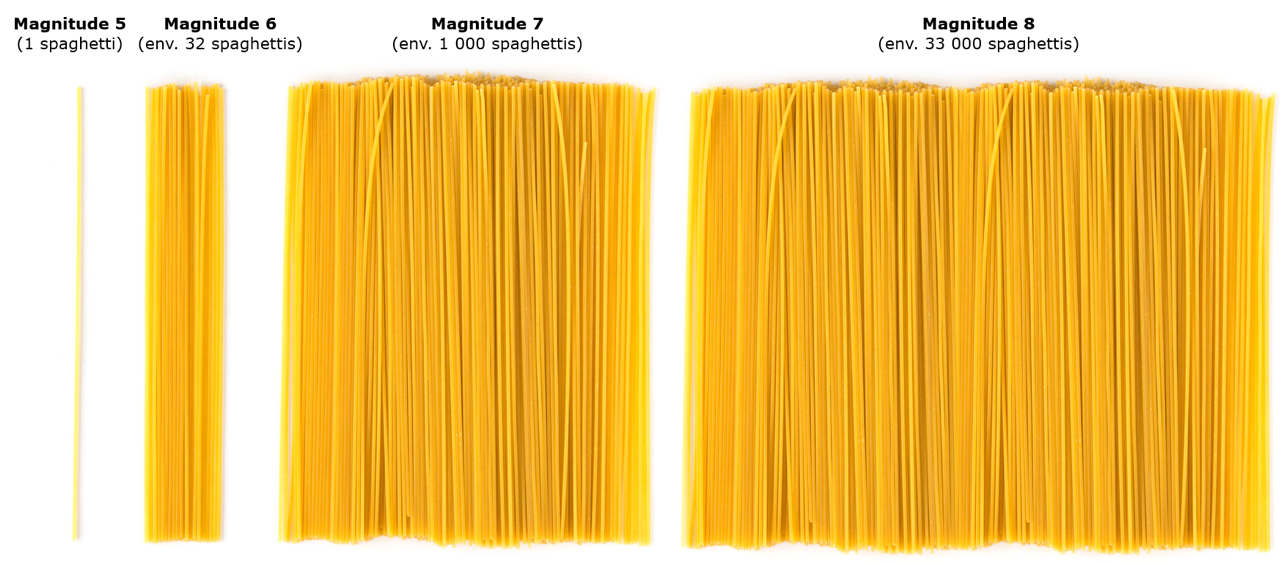 Magnitude 5
(1 spaghetti)
Magnitude 6
(env. 32 spaghettis)
Magnitude 7
(env. 1 000 spaghettis)
Magnitude 8
(env. 33 000 spaghettis)